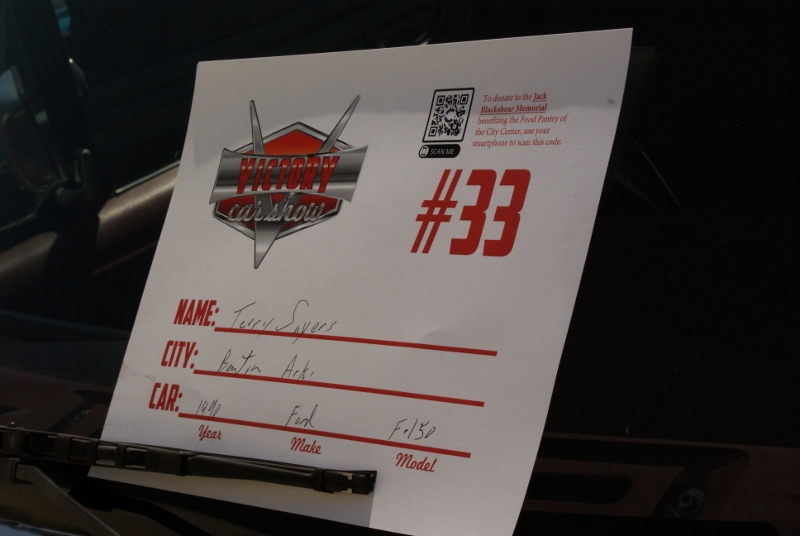 VICTORY
car show
To donate to the Jack
Blackshear Memorial
benefiting the Food Pantry of
the City Center, use your
smartphone to scan this code.
SCAN ME
#33
NAME: Terry Sayers
CITY: Benton Ark.
CAR: Ford F-150
Year Make Model